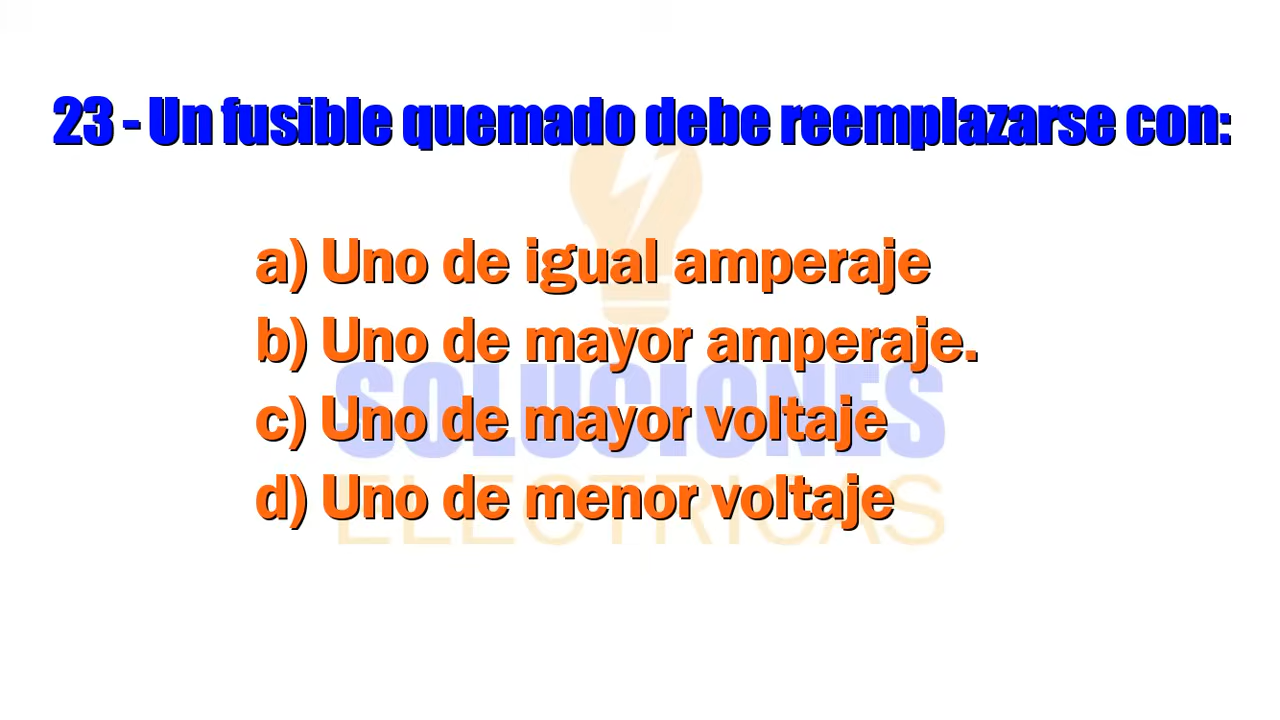 23 - Un fusible quemado debe reemplazarse con:
a) Uno de igual amperaje
b) Uno de mayor amperaje.
c) Uno de mayor voltaje
d) Uno de menor voltaje
SOLUCIONES
ELECTRICAS